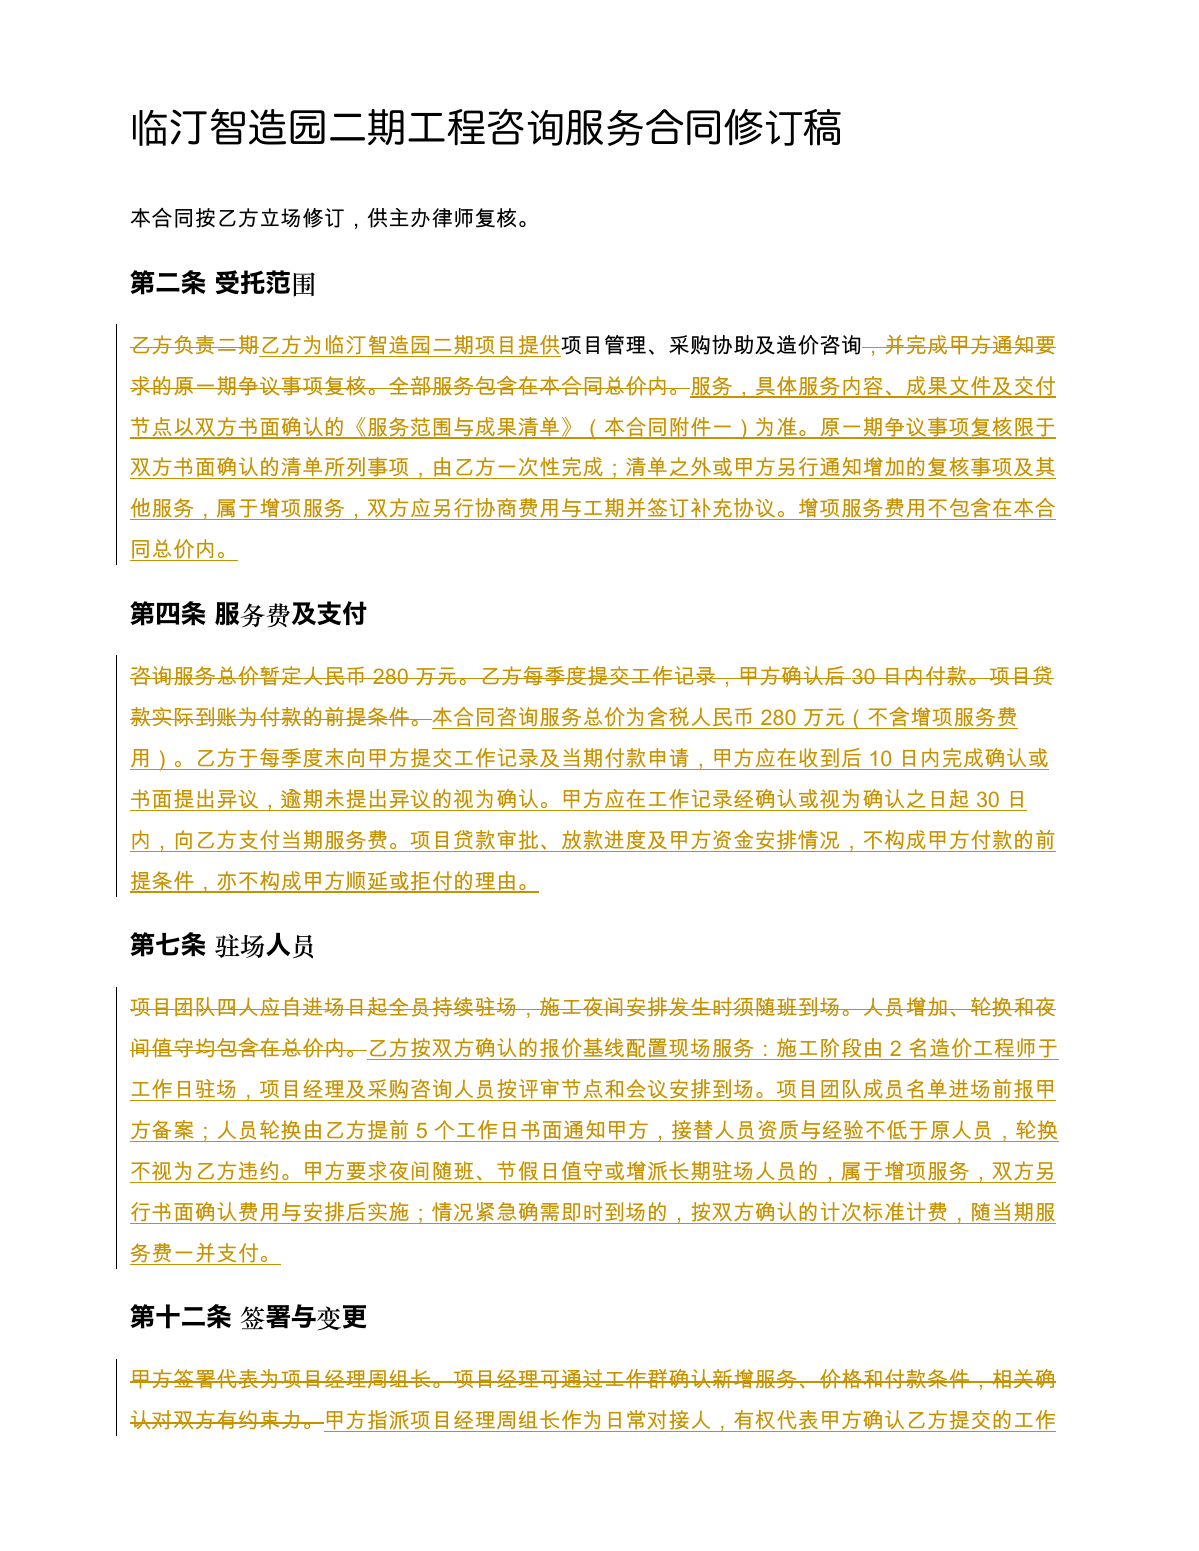 临汀智造园二期工程咨询服务合同修订稿
本合同按乙方立场修订，供主办律师复核。
第二条 受托范围
乙方负责二期乙方为临汀智造园二期项目提供项目管理、采购协助及造价咨询，并完成甲方通知要
求的原一期争议事项复核。全部服务包含在本合同总价内。服务，具体服务内容、成果文件及交付
节点以双方书面确认的《服务范围与成果清单》（本合同附件一）为准。原一期争议事项复核限于
双方书面确认的清单所列事项，由乙方一次性完成；清单之外或甲方另行通知增加的复核事项及其
他服务，属于增项服务，双方应另行协商费用与工期并签订补充协议。增项服务费用不包含在本合
同总价内。
第四条 服务费及支付
咨询服务总价暂定人民币 280 万元。乙方每季度提交工作记录，甲方确认后 30 日内付款。项目贷
款实际到账为付款的前提条件。本合同咨询服务总价为含税人民币 280 万元（不含增项服务费
用）。乙方于每季度末向甲方提交工作记录及当期付款申请，甲方应在收到后 10 日内完成确认或
书面提出异议，逾期未提出异议的视为确认。甲方应在工作记录经确认或视为确认之日起 30 日
内，向乙方支付当期服务费。项目贷款审批、放款进度及甲方资金安排情况，不构成甲方付款的前
提条件，亦不构成甲方顺延或拒付的理由。
第七条 驻场人员
项目团队四人应自进场日起全员持续驻场，施工夜间安排发生时须随班到场。人员增加、轮换和夜
间值守均包含在总价内。乙方按双方确认的报价基线配置现场服务：施工阶段由 2 名造价工程师于
工作日驻场，项目经理及采购咨询人员按评审节点和会议安排到场。项目团队成员名单进场前报甲
方备案；人员轮换由乙方提前 5 个工作日书面通知甲方，接替人员资质与经验不低于原人员，轮换
不视为乙方违约。甲方要求夜间随班、节假日值守或增派长期驻场人员的，属于增项服务，双方另
行书面确认费用与安排后实施；情况紧急确需即时到场的，按双方确认的计次标准计费，随当期服
务费一并支付。
第十二条 签署与变更
甲方签署代表为项目经理周组长。项目经理可通过工作群确认新增服务、价格和付款条件，相关确
认对双方有约束力。甲方指派项目经理周组长作为日常对接人，有权代表甲方确认乙方提交的工作